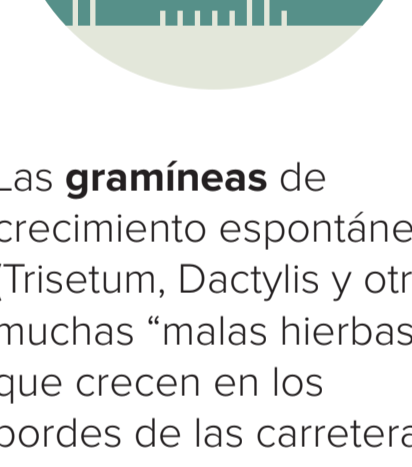 Las **gramíneas** de
crecimiento espontáne
(Trisetum, Dactylis y otr
muchas “malas hierbas
que crecen en los
bordes de las carretera